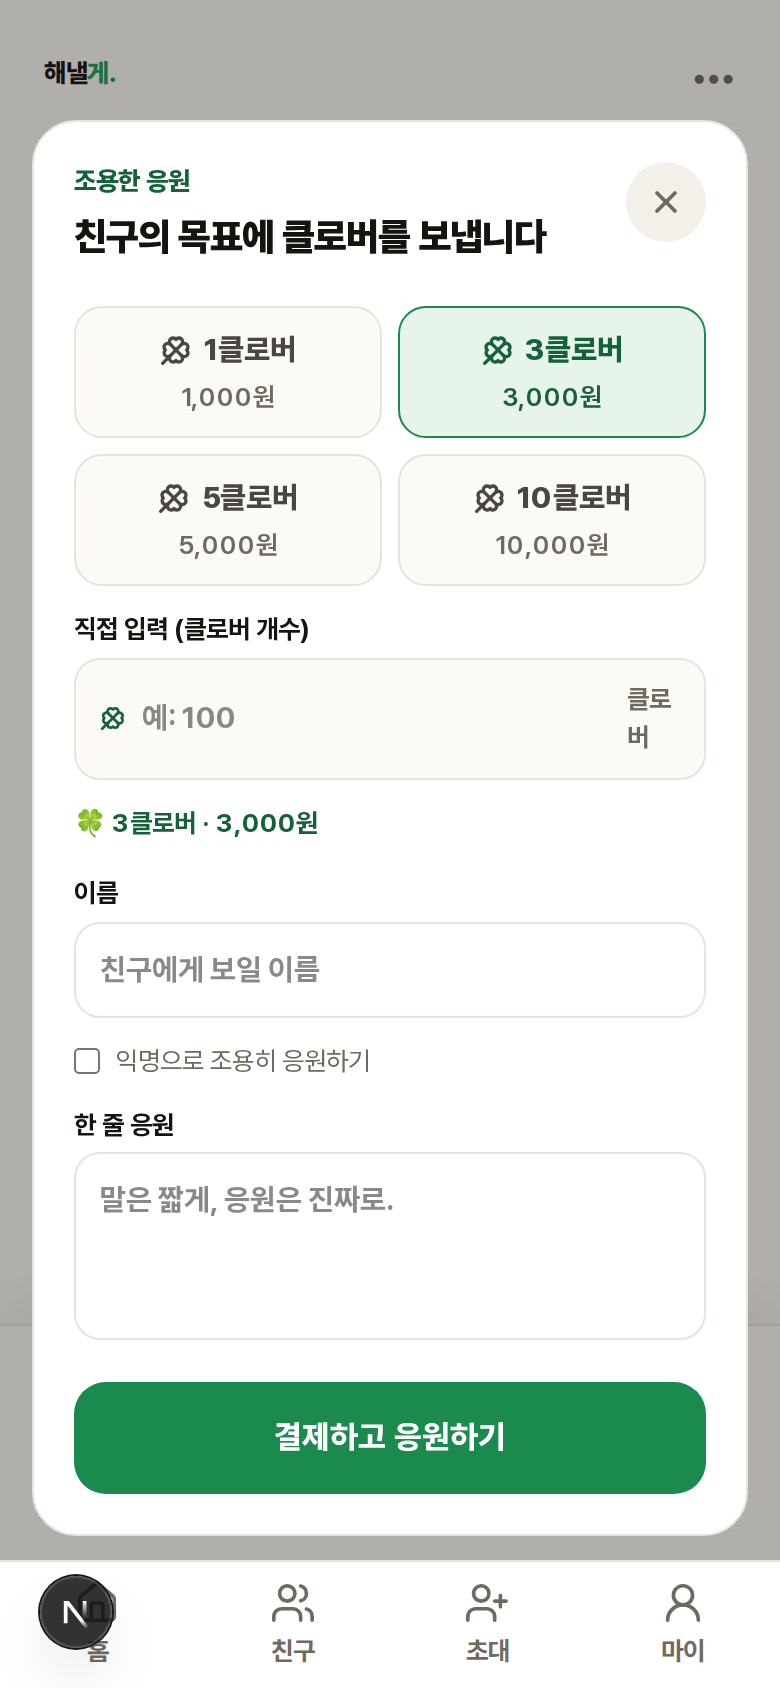 해낼게.
조용한 응원
친구의 목표에 클로버를 보냅니다
1클로버
1,000원
3클로버
3,000원
5클로버
5,000원
10클로버
10,000원
직접 입력 (클로버 개수)
예: 100
클로
버
🍀 3클로버 · 3,000원
이름
친구에게 보일 이름
익명으로 조용히 응원하기
한 줄 응원
말은 짧게, 응원은 진짜로.
결제하고 응원하기
N
홈
친구
초대
마이